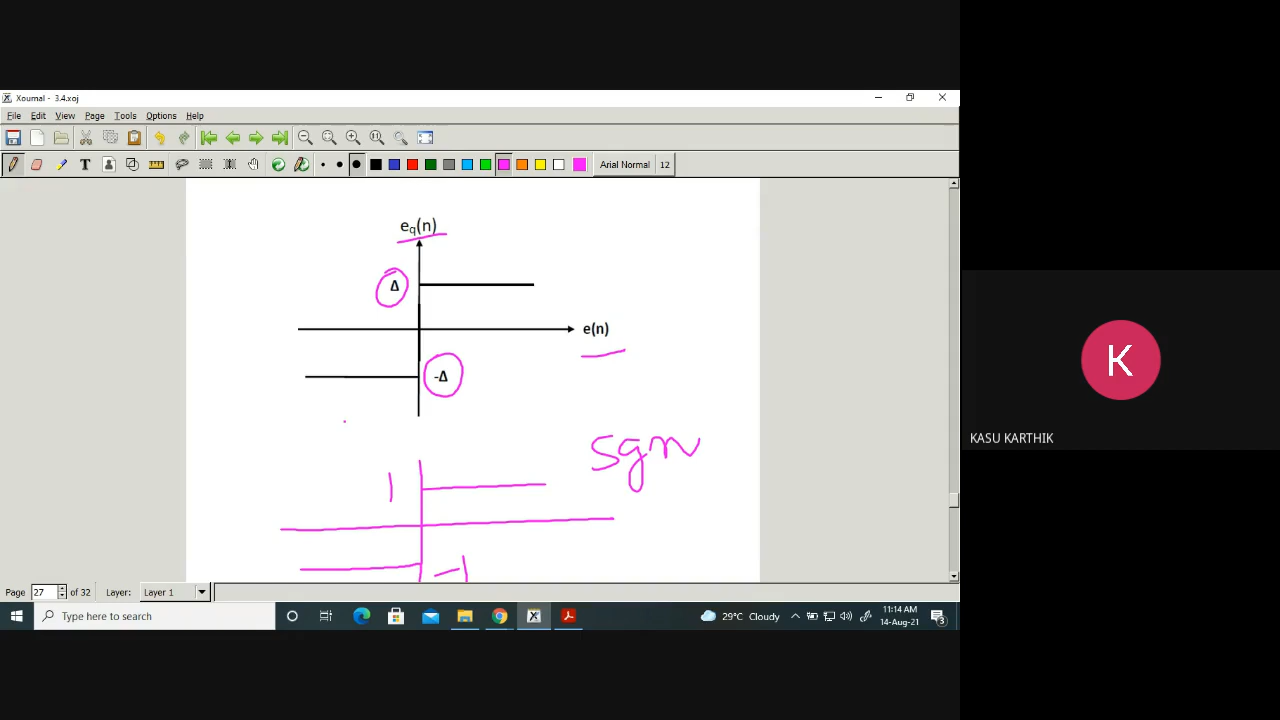 Xournal - 3.4.xoj
File Edit View Page Tools Options Help
T Arial Normal 12
eq(n)
Δ
e(n)
-Δ
sgn
1
-1
K
KASU KARTHIK
Page 27 of 32 Layer: Layer 1
Type here to search
29°C Cloudy
11:14 AM
14-Aug-21
3